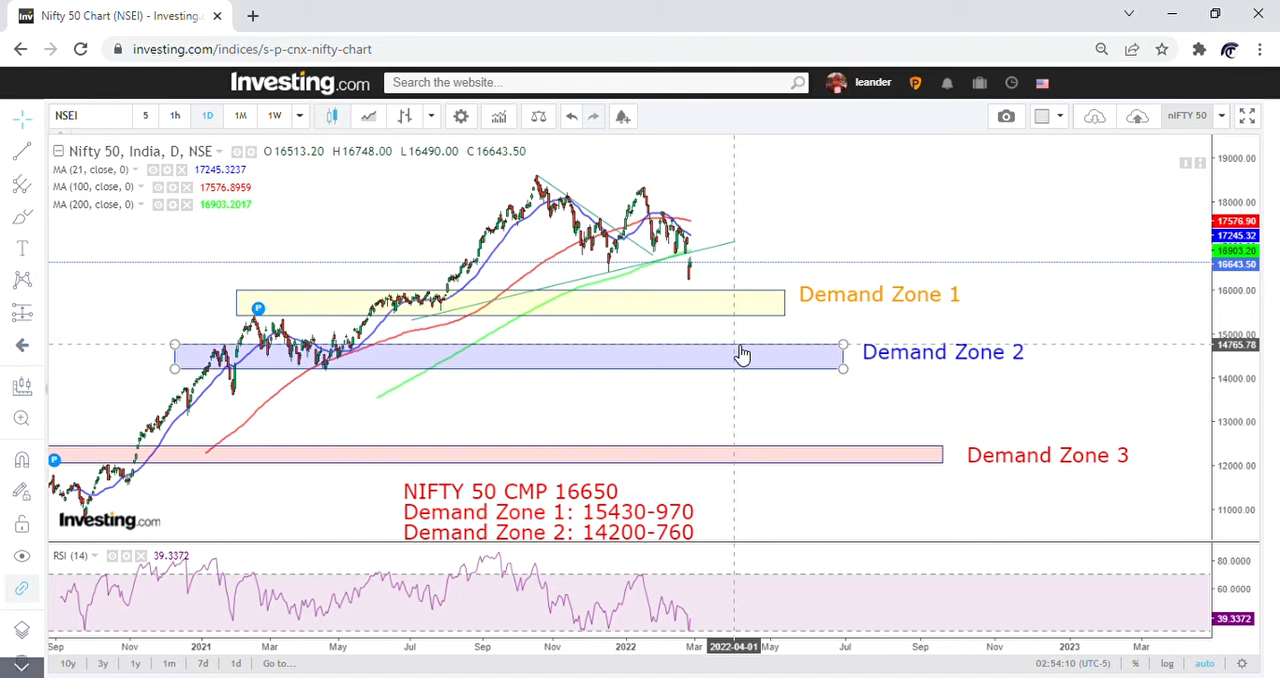 Nifty 50 Chart (NSEI) - Investing.
investing.com/indices/s-p-cnx-nifty-chart
Investing.com
Search the website...
leander
NSEI
5
1h
1D
1M
1W
nIFTY 50
Nifty 50, India, D, NSE
O16513.20 H16748.00 L16490.00 C16643.50
MA (21, close, 0) 17245.3237
MA (100, close, 0) 17576.8959
MA (200, close, 0) 16903.2017
19000.00
18000.00
17576.90
17245.32
16903.20
16643.50
16000.00
15000.00
14765.78
14000.00
12000.00
11000.00
P
Demand Zone 1
Demand Zone 2
P
Demand Zone 3
NIFTY 50 CMP 16650
Demand Zone 1: 15430-970
Demand Zone 2: 14200-760
Investing.com
RSI (14) 39.3372
80.0000
60.0000
39.3372
Sep Nov 2021 Mar May Jul Sep Nov 2022 Mar 2022-04-01 May Jul Sep Nov 2023 Mar
10y 3y 1y 1m 7d 1d Go to...
02:54:10 (UTC-5) % log auto